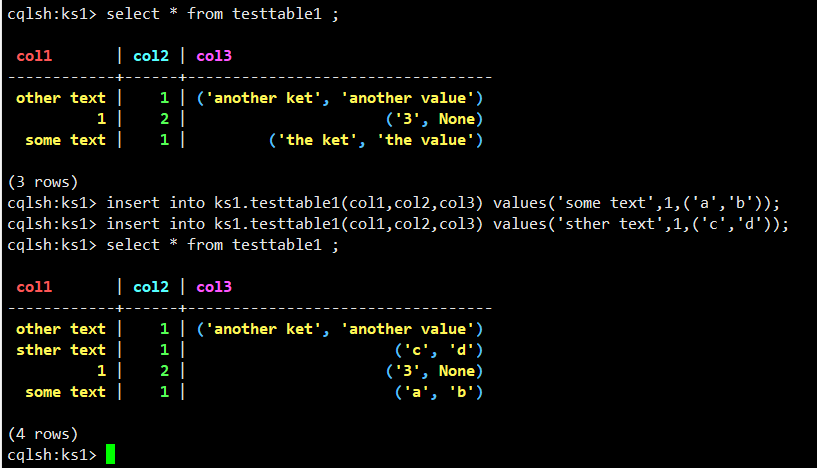 cqlsh:ks1> select * from testtable1 ;
col1 | col2 | col3
------------+------+---------------------------------
other text | 1 | ('another ket', 'another value')
1 | 2 | ('3', None)
some text | 1 | ('the ket', 'the value')
(3 rows)
cqlsh:ks1> insert into ks1.testtable1(col1,col2,col3) values('some text',1,('a','b'));
cqlsh:ks1> insert into ks1.testtable1(col1,col2,col3) values('sther text',1,('c','d'));
cqlsh:ks1> select * from testtable1 ;
col1 | col2 | col3
------------+------+---------------------------------
other text | 1 | ('another ket', 'another value')
sther text | 1 | ('c', 'd')
1 | 2 | ('3', None)
some text | 1 | ('a', 'b')
(4 rows)
cqlsh:ks1>